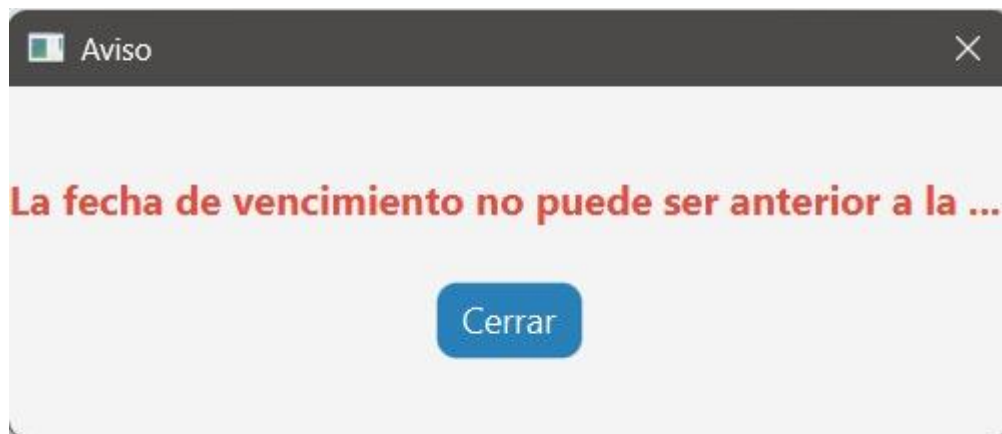 Aviso
La fecha de vencimiento no puede ser anterior a la ...
Cerrar